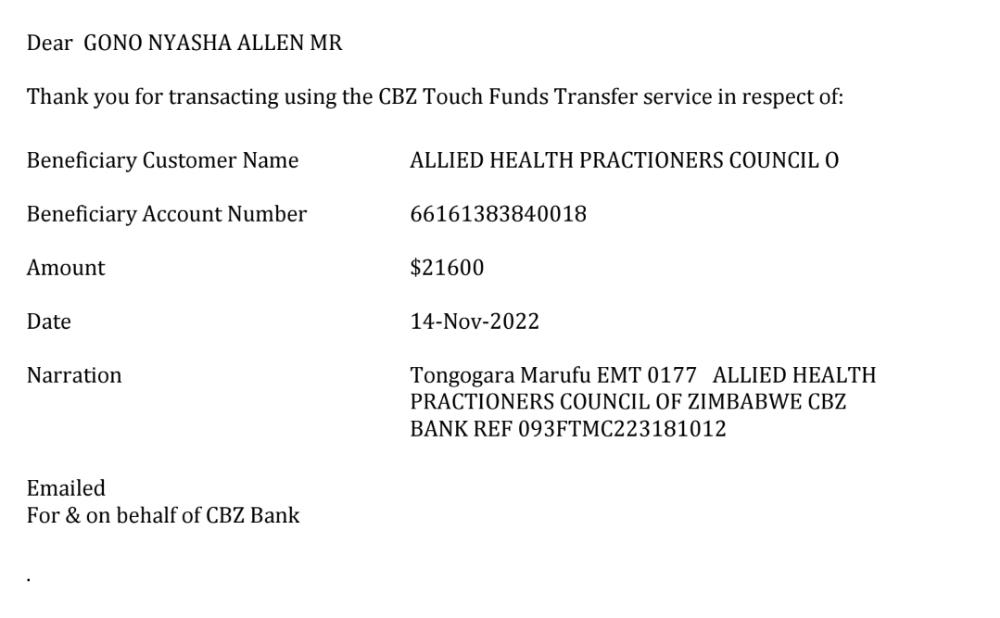 Dear GONO NYASHA ALLEN MR
Thank you for transacting using the CBZ Touch Funds Transfer service in respect of:
Beneficiary Customer Name ALLIED HEALTH PRACTIONERS COUNCIL O
Beneficiary Account Number 66161383840018
Amount $21600
Date 14-Nov-2022
Narration Tongogara Marufu EMT 0177 ALLIED HEALTH
PRACTIONERS COUNCIL OF ZIMBABWE CBZ
BANK REF 093FTMC223181012
Emailed
For & on behalf of CBZ Bank
.